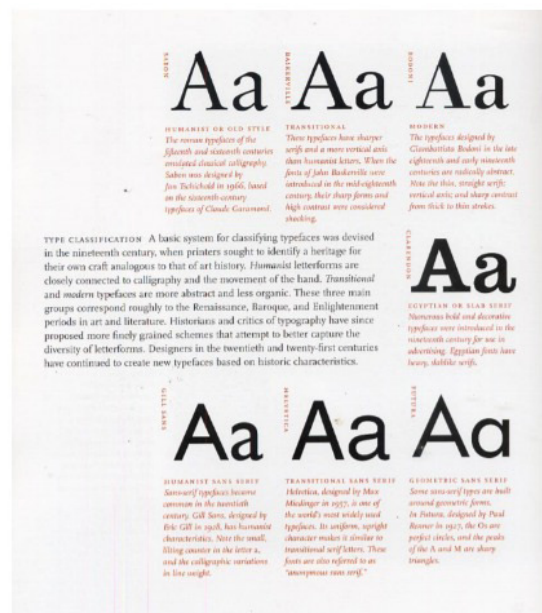 SABON
Aa
HUMANIST OR OLD STYLE
The roman typefaces of the
fifteenth and sixteenth centuries
emulated classical calligraphy.
Sabon was designed by
Jan Tschichold in 1966, based
on the sixteenth-century
typefaces of Claude Garamond.
BASKERVILLE
Aa
TRANSITIONAL
These typefaces have sharper
serifs and a more vertical axis
than humanist letters. When the
fonts of John Baskerville were
introduced in the mid-eighteenth
century, their sharp forms and
high contrast were considered
shocking.
BODONI
Aa
MODERN
The typefaces designed by
Giambattista Bodoni in the late
eighteenth and early nineteenth
centuries are radically abstract.
Note the thin, straight serifs;
vertical axis; and sharp contrast
from thick to thin strokes.
TYPE CLASSIFICATION A basic system for classifying typefaces was devised
in the nineteenth century, when printers sought to identify a heritage for
their own craft analogous to that of art history. Humanist letterforms are
closely connected to calligraphy and the movement of the hand. Transitional
and modern typefaces are more abstract and less organic. These three main
groups correspond roughly to the Renaissance, Baroque, and Enlightenment
periods in art and literature. Historians and critics of typography have since
proposed more finely grained schemes that attempt to better capture the
diversity of letterforms. Designers in the twentieth and twenty-first centuries
have continued to create new typefaces based on historic characteristics.
CLARENDON
Aa
EGYPTIAN OR SLAB SERIF
Numerous bold and decorative
typefaces were introduced in the
nineteenth century for use in
advertising. Egyptian fonts have
heavy, slablike serifs.
GILL SANS
Aa
HUMANIST SANS SERIF
Sans-serif typefaces became
common in the twentieth
century. Gill Sans, designed by
Eric Gill in 1928, has humanist
characteristics. Note the small,
lilting counter in the letter a,
and the calligraphic variations
in line weight.
HELVETICA
Aa
TRANSITIONAL SANS SERIF
Helvetica, designed by Max
Miedinger in 1957, is one of
the world's most widely used
typefaces. Its uniform, upright
character makes it similar to
transitional serif letters. These
fonts are also referred to as
"anonymous sans serif."
FUTURA
Aa
GEOMETRIC SANS SERIF
Some sans-serif types are built
around geometric forms.
In Futura, designed by Paul
Renner in 1927, the Os are
perfect circles, and the peaks
of the A and M are sharp
triangles.